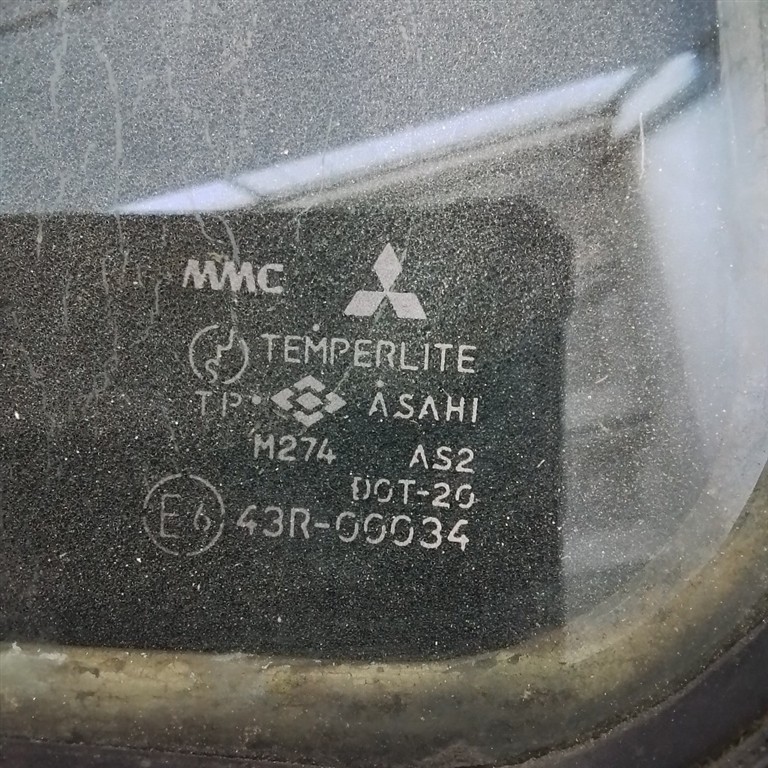 MMC
TEMPERLITE
TP ASAHI
M274 AS2
DOT-20
E6 43R-00034